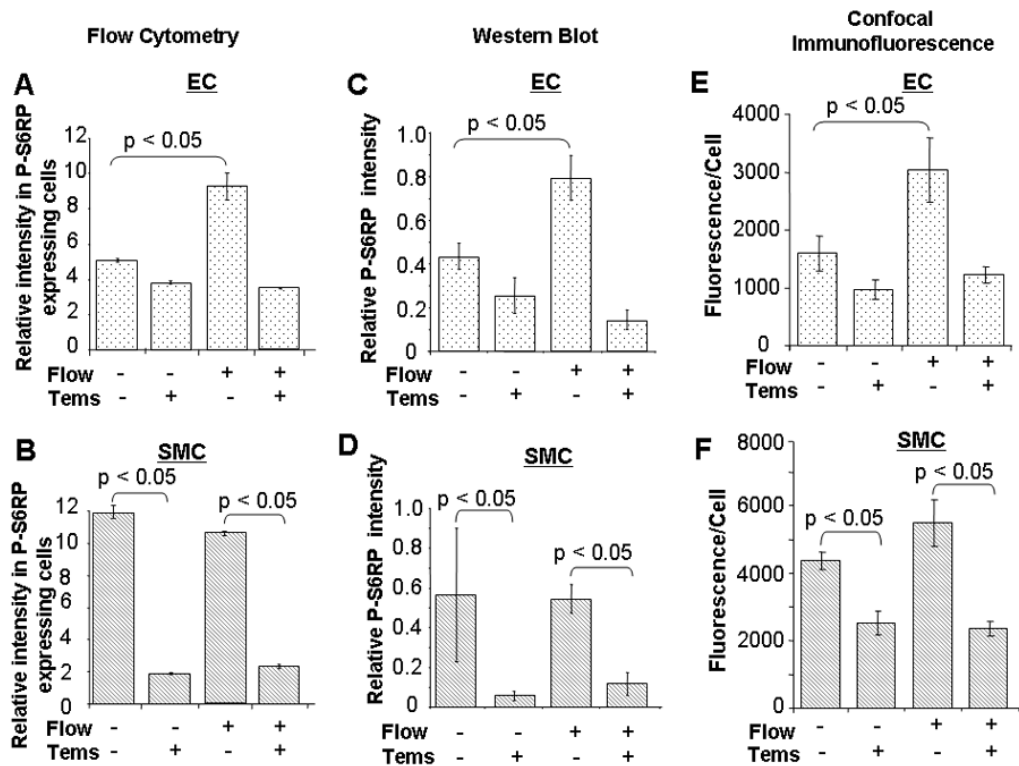 Flow Cytometry
Western Blot
Confocal
Immunofluorescence
A
EC
Relative intensity in P-S6RP
expressing cells
12
10
8
6
4
2
0
p < 0.05
Flow - - + +
Tems - + - +
C
EC
Relative P-S6RP intensity
1.0
0.8
0.6
0.4
0.2
0
p < 0.05
Flow - - + +
Tems - + - +
E
EC
Fluorescence/Cell
4000
3000
2000
1000
0
p < 0.05
Flow - - + +
Tems - + - +
B
SMC
Relative intensity in P-S6RP
expressing cells
12
10
8
6
4
2
0
p < 0.05
p < 0.05
Flow - - + +
Tems - + - +
D
SMC
Relative P-S6RP intensity
1.0
0.8
0.6
0.4
0.2
0
p < 0.05
p < 0.05
Flow - - + +
Tems - + - +
F
SMC
Fluorescence/Cell
8000
6000
4000
2000
0
p < 0.05
p < 0.05
Flow - - + +
Tems - + - +